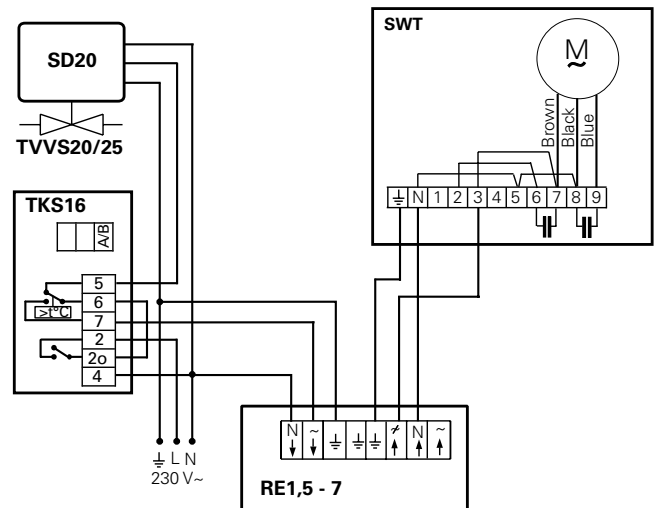 SD20
TVVS20/25
TKS16
A/B
5
>t°C
6
7
2
2o
4
L N
230 V~
SWT
M
~
Brown
Black
Blue
N 1 2 3 4 5 6 7 8 9
N ~ N ~
RE1,5 - 7